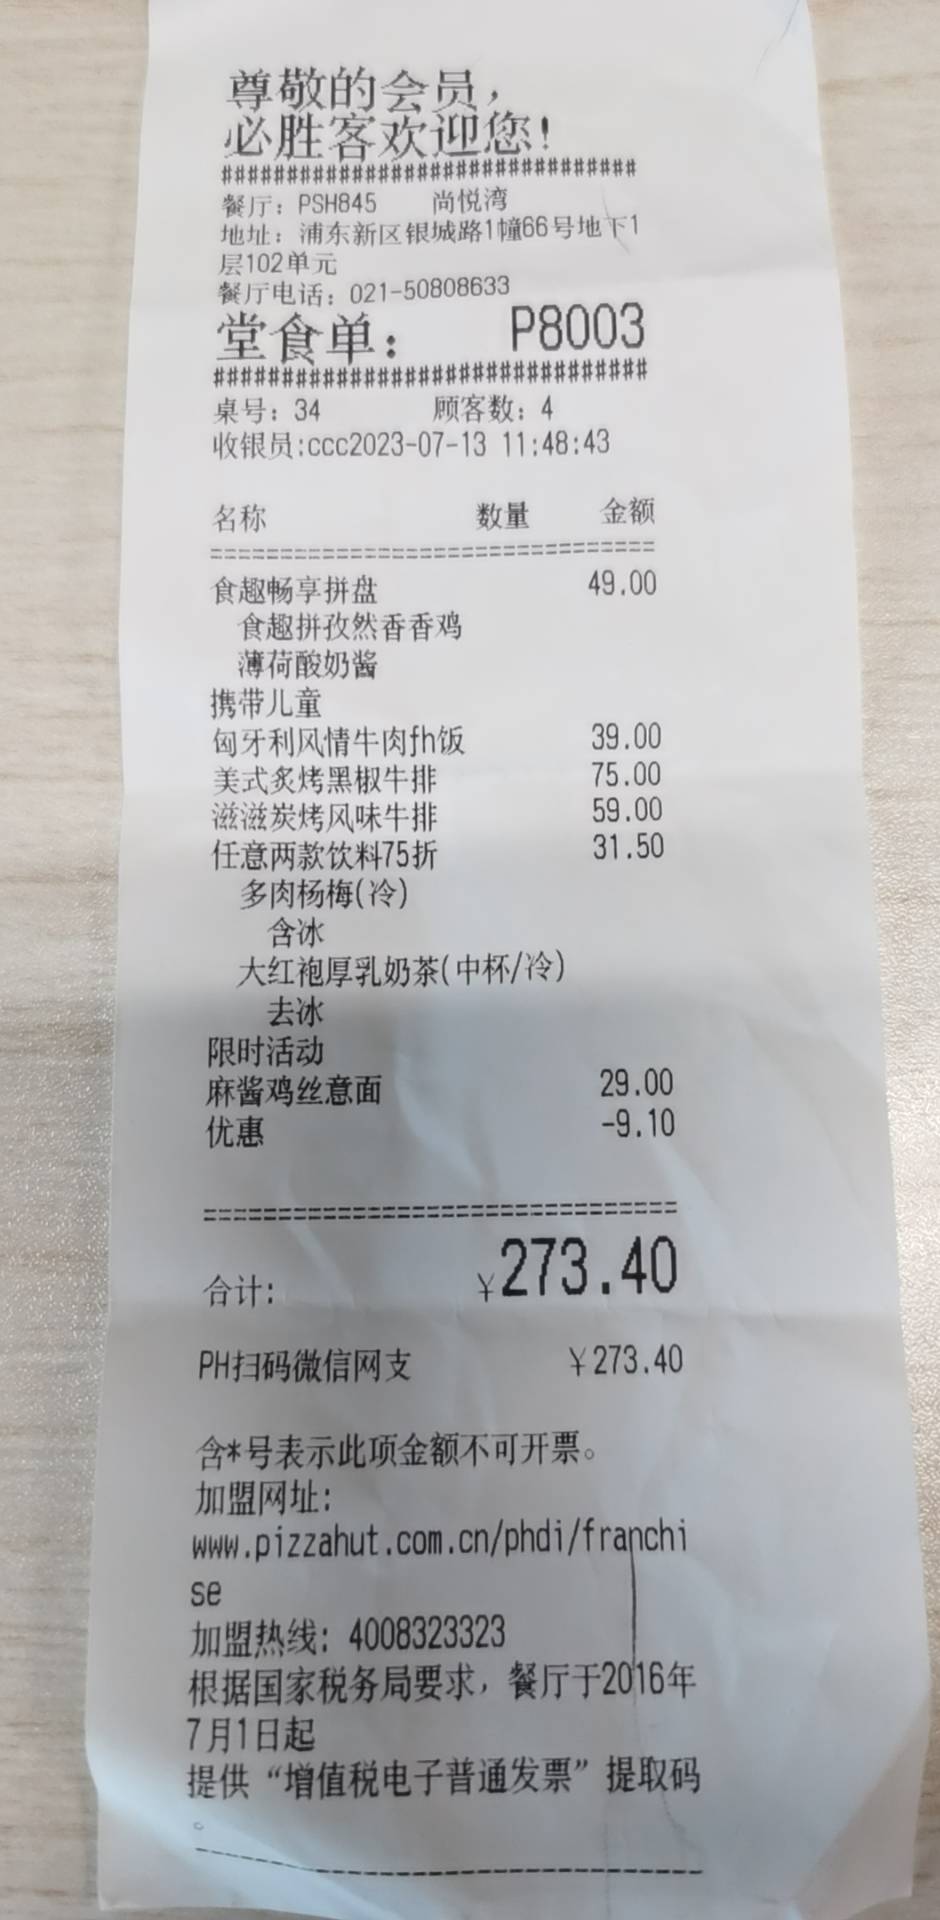 尊敬的会员，
必胜客欢迎您！
################################
餐厅：PSH845 尚悦湾
地址：浦东新区银城路1幢66号地下1
层102单元
餐厅电话：021-50808633
堂食单： P8003
################################
桌号：34 顾客数：4
收银员:ccc2023-07-13 11:48:43
名称 数量 金额
================================
食趣畅享拼盘 49.00
食趣拼孜然香香鸡
薄荷酸奶酱
携带儿童
匈牙利风情牛肉fh饭 39.00
美式炙烤黑椒牛排 75.00
滋滋炭烤风味牛排 59.00
任意两款饮料75折 31.50
多肉杨梅(冷)
含冰
大红袍厚乳奶茶(中杯/冷)
去冰
限时活动
麻酱鸡丝意面 29.00
优惠 -9.10
================================
合计: ¥273.40
PH扫码微信网支 ¥273.40
含*号表示此项金额不可开票。
加盟网址:
www.pizzahut.com.cn/phdi/franchi
se
加盟热线: 4008323323
根据国家税务局要求，餐厅于2016年
7月1日起
提供“增值税电子普通发票”提取码
。
--------------------------------